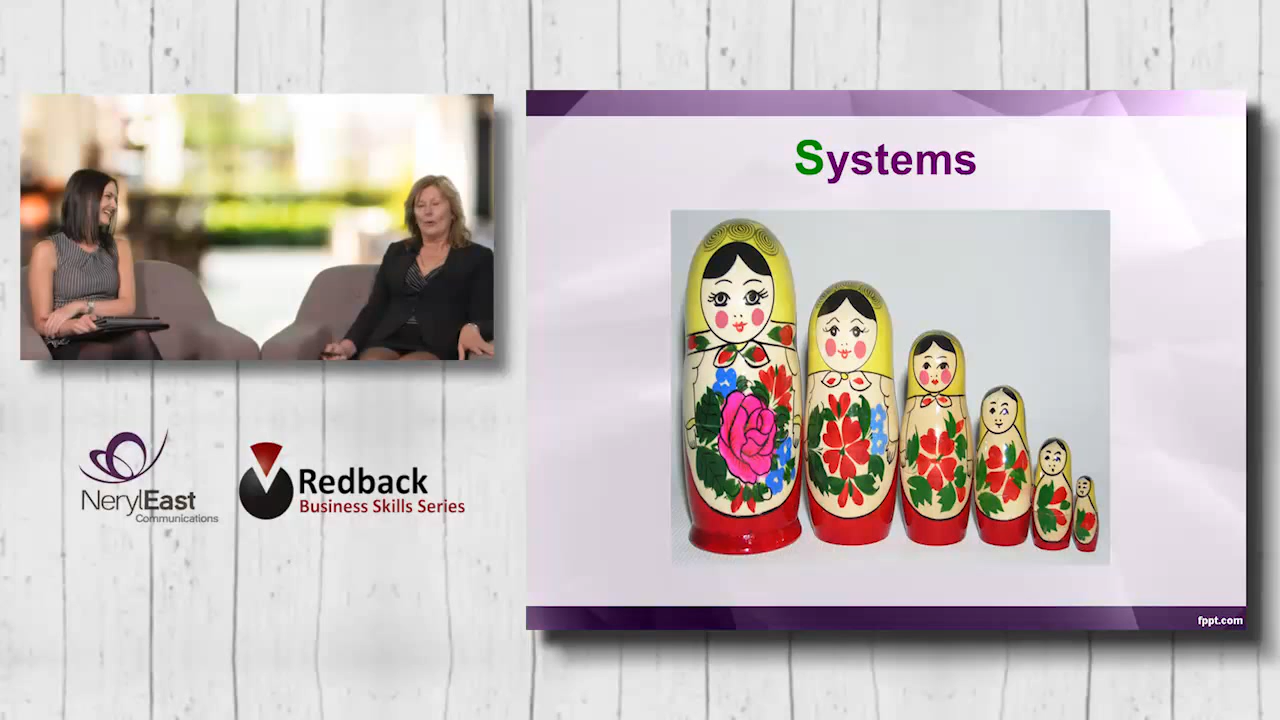 Systems
NerylEast
Communications
Redback
Business Skills Series
fppt.com